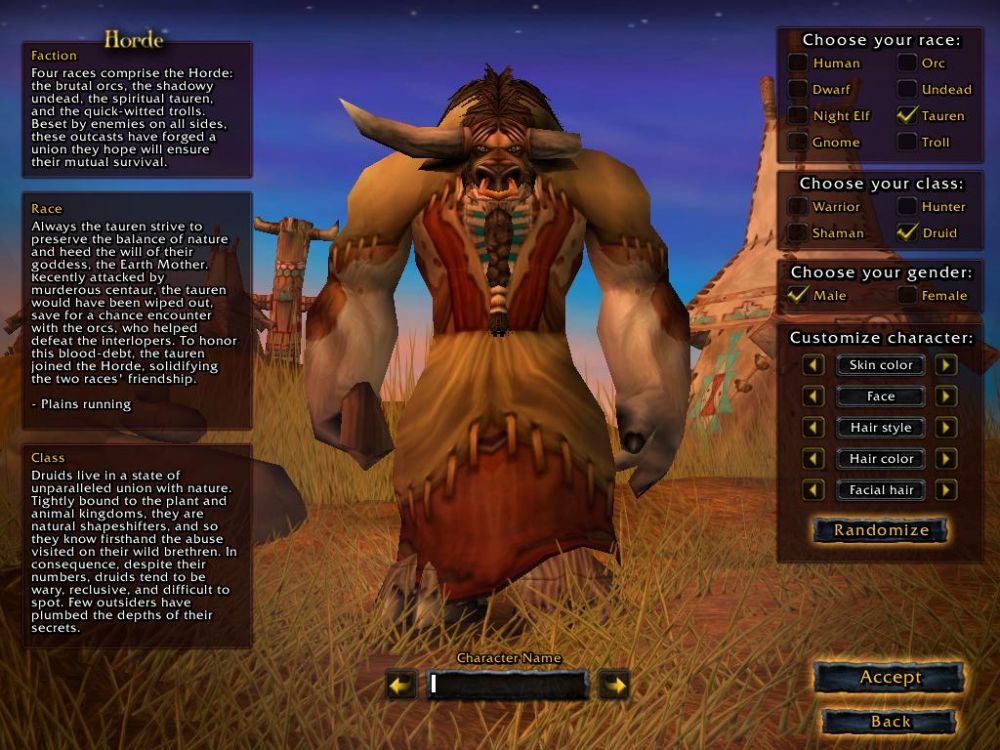 Horde
Faction
Four races comprise the Horde:
the brutal orcs, the shadowy
undead, the spiritual tauren,
and the quick-witted trolls.
Beset by enemies on all sides,
these outcasts have forged a
union they hope will ensure
their mutual survival.
Race
Always the tauren strive to
preserve the balance of nature
and heed the will of their
goddess, the Earth Mother.
Recently attacked by
murderous centaur, the tauren
would have been wiped out,
save for a chance encounter
with the orcs, who helped
defeat the interlopers. To honor
this blood-debt, the tauren
joined the Horde, solidifying
the two races' friendship.
- Plains running
Class
Druids live in a state of
unparalleled union with nature.
Tightly bound to the plant and
animal kingdoms, they are
natural shapeshifters, and so
they know firsthand the abuse
visited on their wild brethren. In
consequence, despite their
numbers, druids tend to be
wary, reclusive, and difficult to
spot. Few outsiders have
plumbed the depths of their
secrets.
Character Name
Choose your race:
Human Orc
Dwarf Undead
Night Elf Tauren
Gnome Troll
Choose your class:
Warrior Hunter
Shaman Druid
Choose your gender:
Male Female
Customize character:
Skin color
Face
Hair style
Hair color
Facial hair
Randomize
Accept
Back